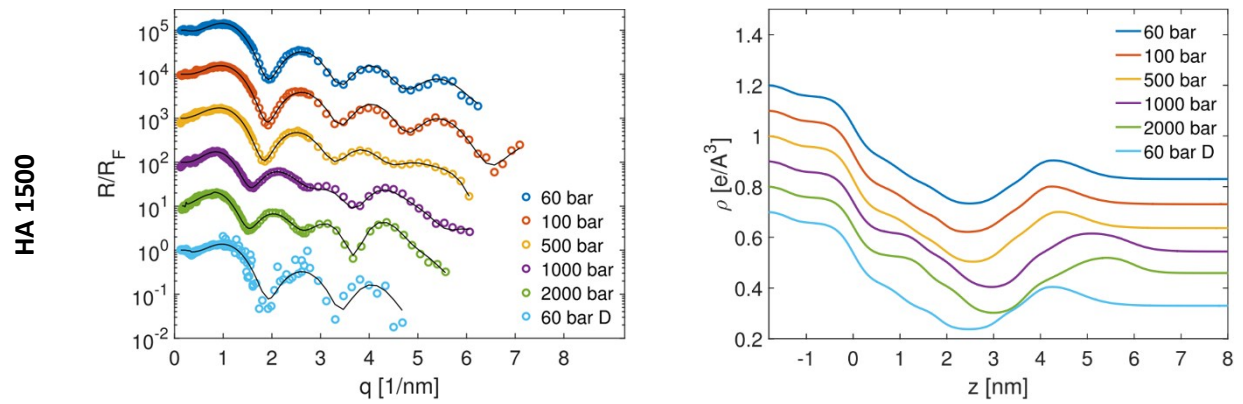 HA 1500
R/R_F
10^5
10^4
10^3
10^2
10^1
10^0
10^-1
10^-2
0 1 2 3 4 5 6 7 8
q [1/nm]
60 bar
100 bar
500 bar
1000 bar
2000 bar
60 bar D
ρ [e/A^3]
1.4
1.2
1
0.8
0.6
0.4
0.2
-1 0 1 2 3 4 5 6 7 8
z [nm]
60 bar
100 bar
500 bar
1000 bar
2000 bar
60 bar D